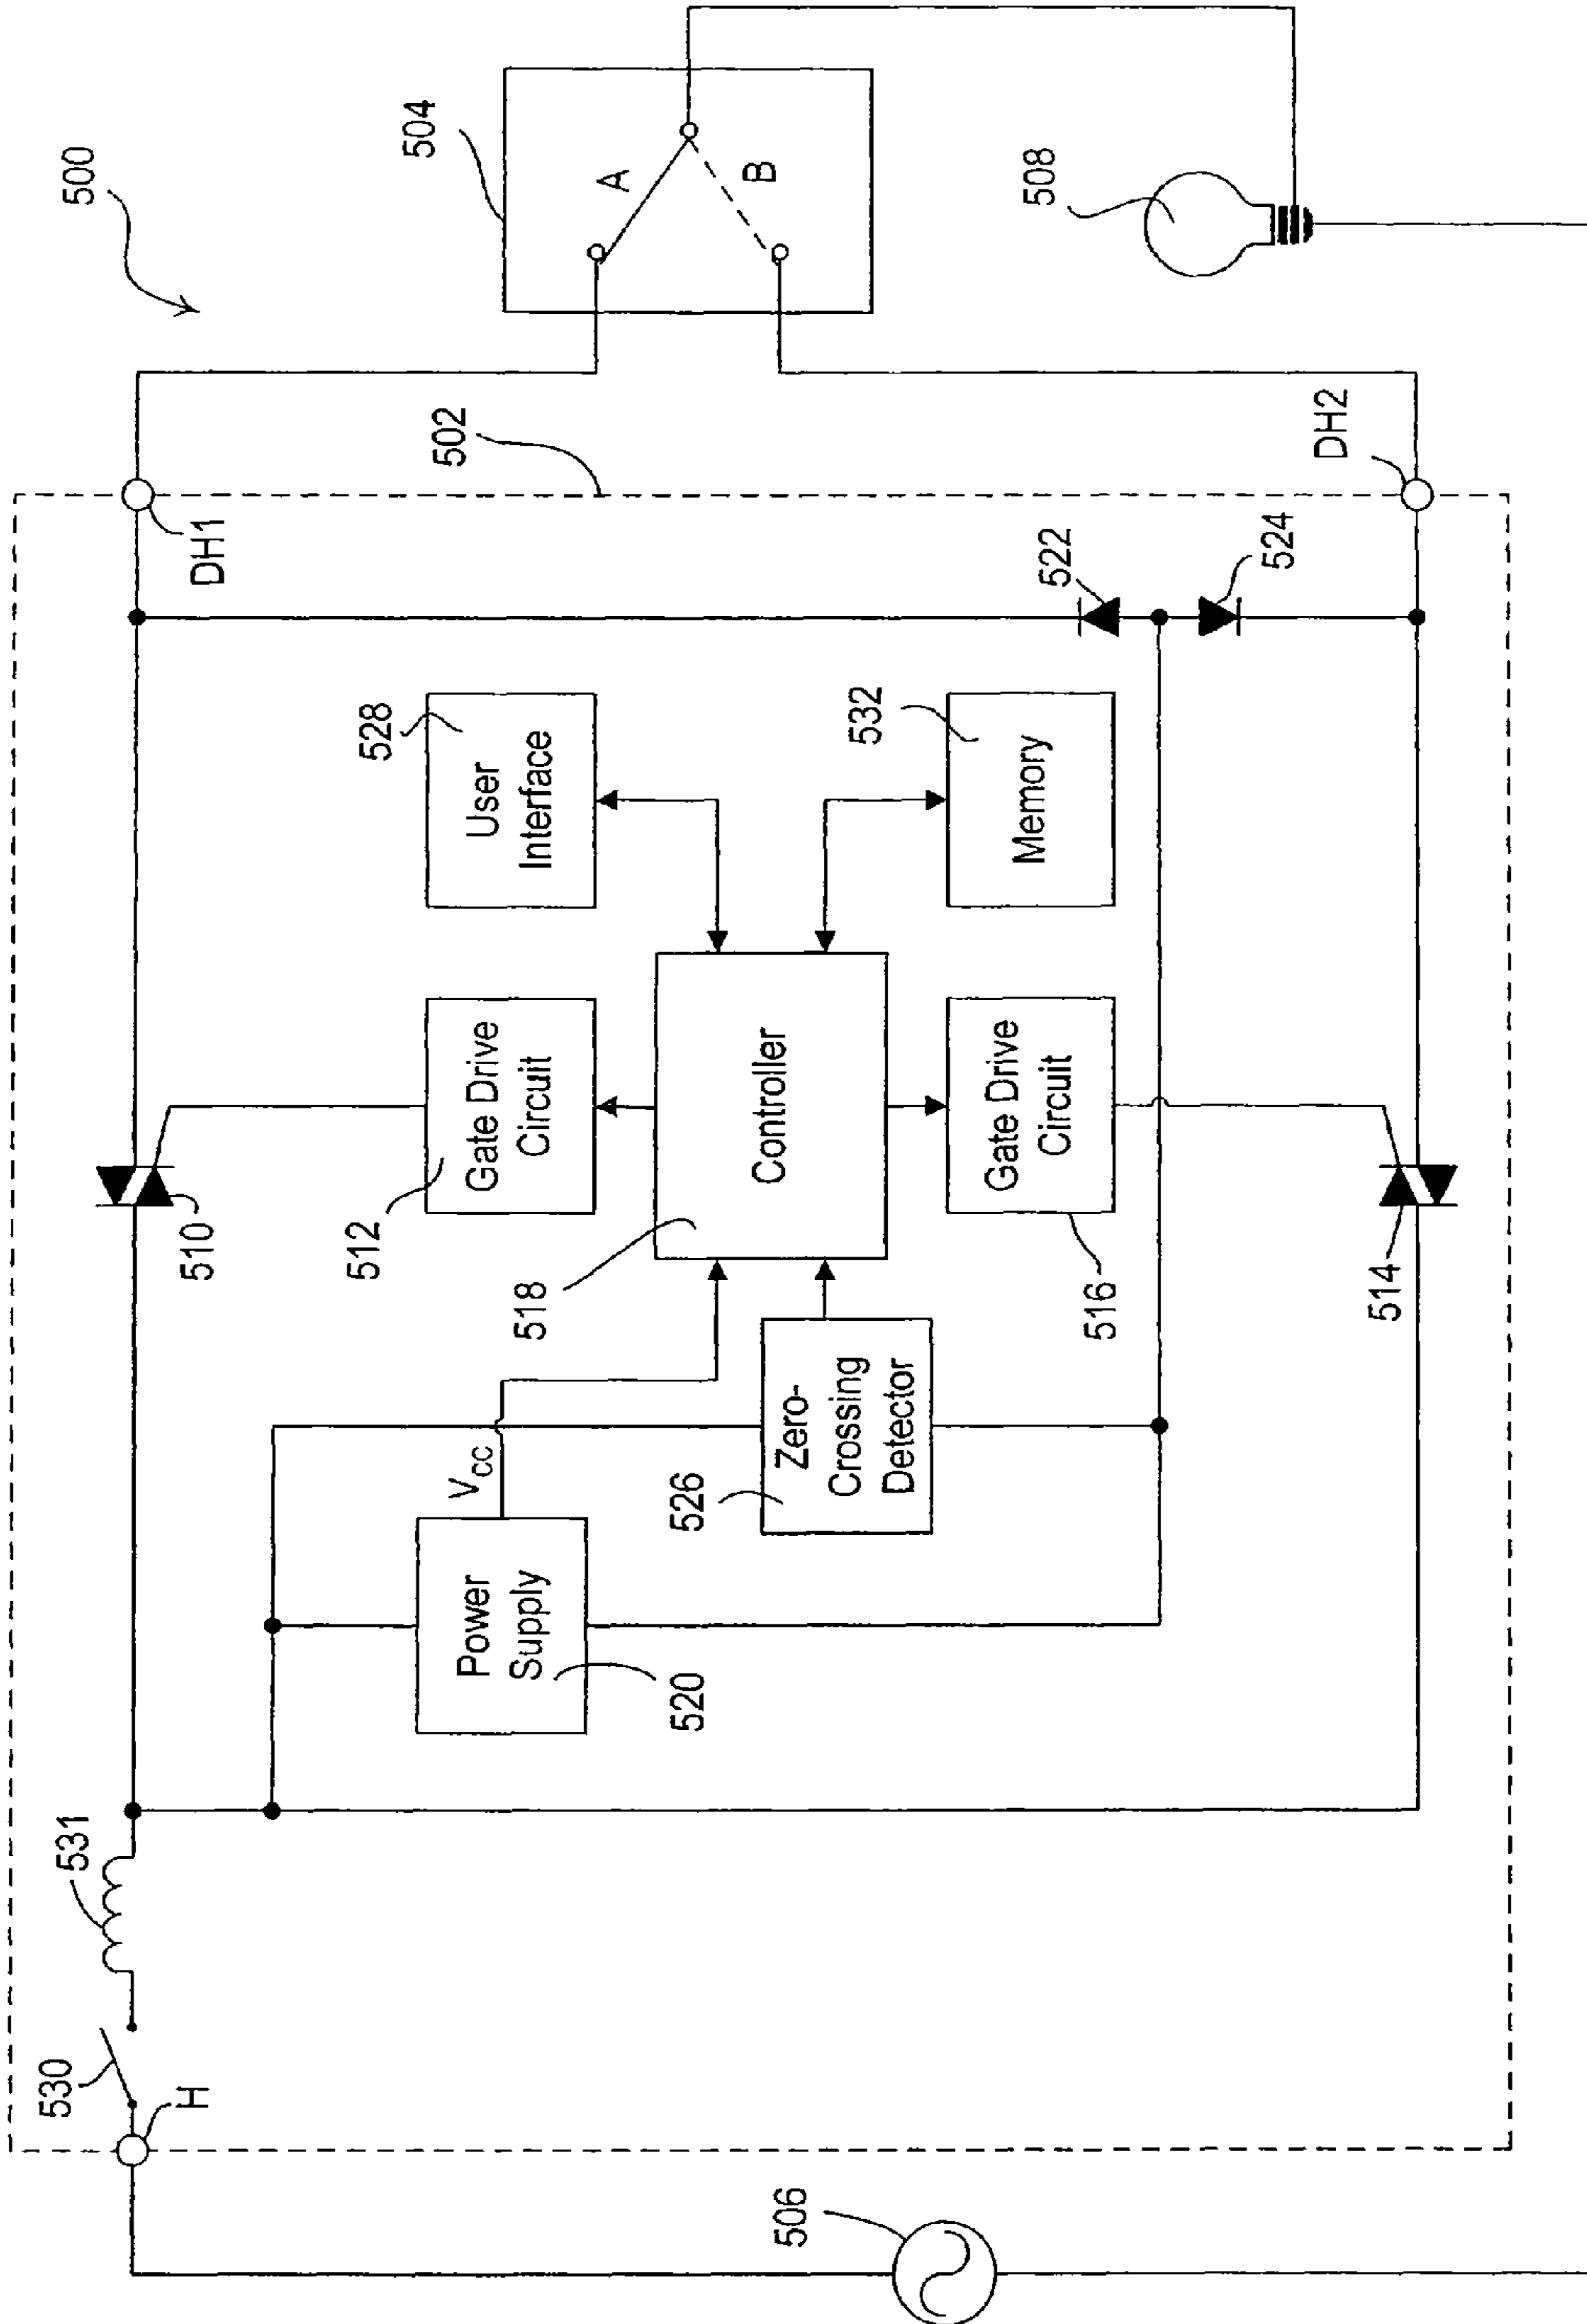 500
504
A
B
508
502
DH1
DH2
522
524
528
User
Interface
532
Memory
510
512
Gate Drive
Circuit
518
Controller
Gate Drive
Circuit
516
514
Vcc
526
Zero-
Crossing
Detector
Power
Supply
520
531
530
H
506